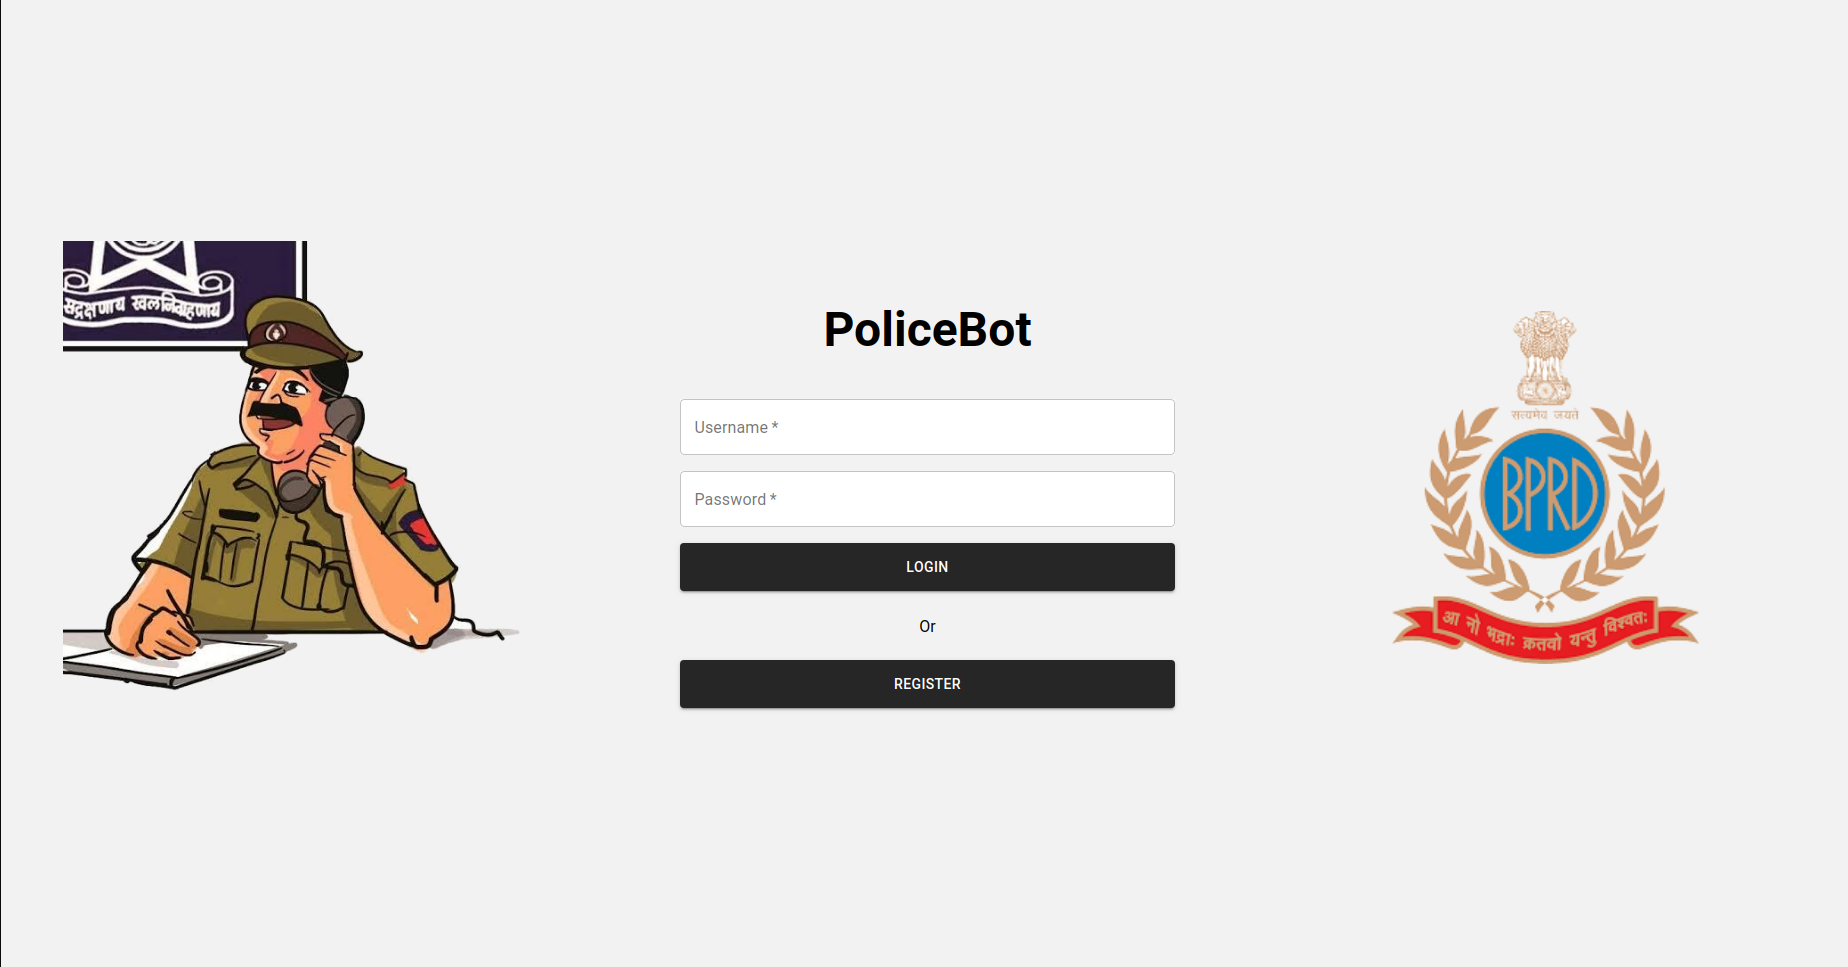 सद्रक्षणाय खलनिग्रहणाय
PoliceBot
Username *
Password *
LOGIN
Or
REGISTER
सत्यमेव जयते
BPRD
आ नो भद्राः क्रतवो यन्तु विश्वतः